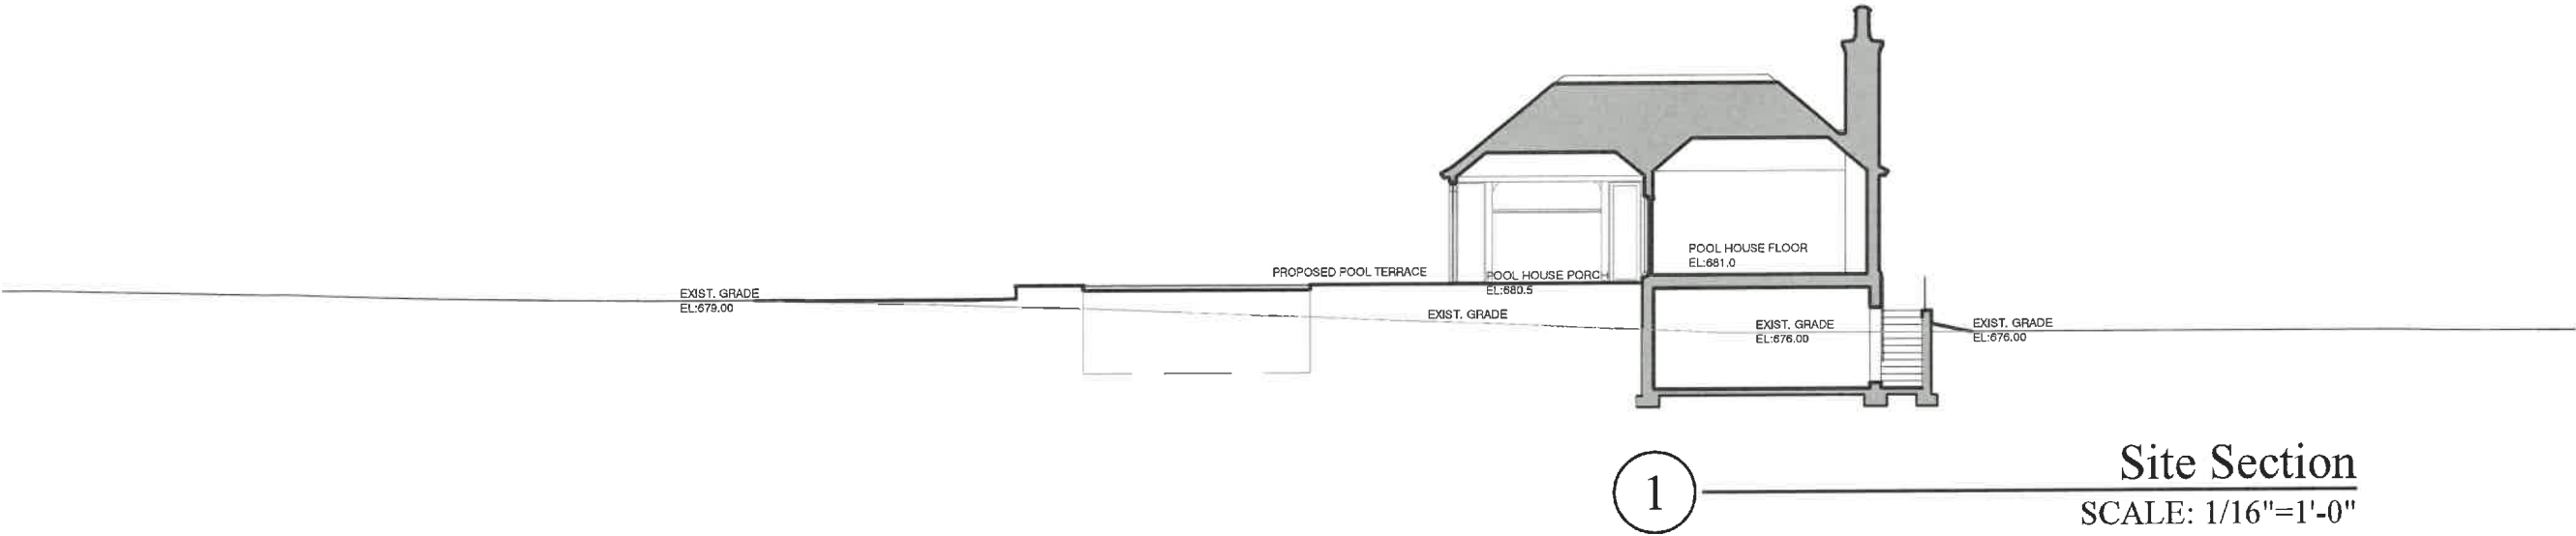 POOL HOUSE FLOOR
EL:681.0
PROPOSED POOL TERRACE
POOL HOUSE PORCH
EL:680.5
EXIST. GRADE
EL:679.00
EXIST. GRADE
EXIST. GRADE
EL:676.00
EXIST. GRADE
EL:676.00
1
Site Section
SCALE: 1/16"=1'-0"